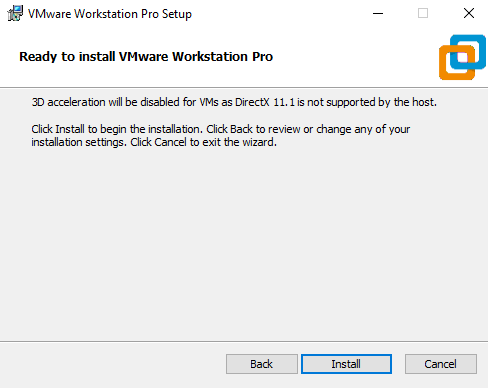 VMware Workstation Pro Setup
Ready to install VMware Workstation Pro
3D acceleration will be disabled for VMs as DirectX 11.1 is not supported by the host.
Click Install to begin the installation. Click Back to review or change any of your
installation settings. Click Cancel to exit the wizard.
Back
Install
Cancel